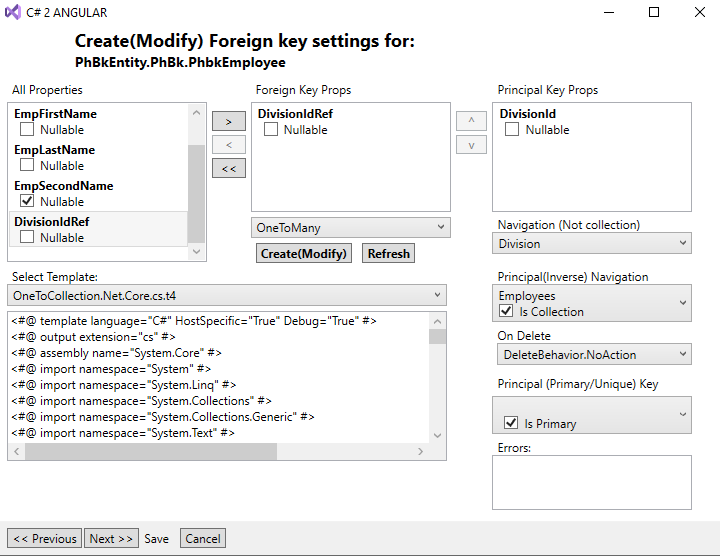 C# 2 ANGULAR
Create(Modify) Foreign key settings for:
PhBkEntity.PhBk.PhbkEmployee
All Properties
Foreign Key Props
Principal Key Props
EmpFirstName
Nullable
EmpLastName
Nullable
EmpSecondName
Nullable
DivisionIdRef
Nullable
>
<
<<
DivisionIdRef
Nullable
^
v
DivisionId
Nullable
OneToMany
Create(Modify)
Refresh
Navigation (Not collection)
Division
Select Template:
OneToCollection.Net.Core.cs.t4
<#@ template language="C#" HostSpecific="True" Debug="True" #>
<#@ output extension="cs" #>
<#@ assembly name="System.Core" #>
<#@ import namespace="System" #>
<#@ import namespace="System.Linq" #>
<#@ import namespace="System.Collections" #>
<#@ import namespace="System.Collections.Generic" #>
<#@ import namespace="System.Text" #>
Principal(Inverse) Navigation
Employees
Is Collection
On Delete
DeleteBehavior.NoAction
Principal (Primary/Unique) Key
Is Primary
Errors:
<< Previous
Next >>
Save
Cancel